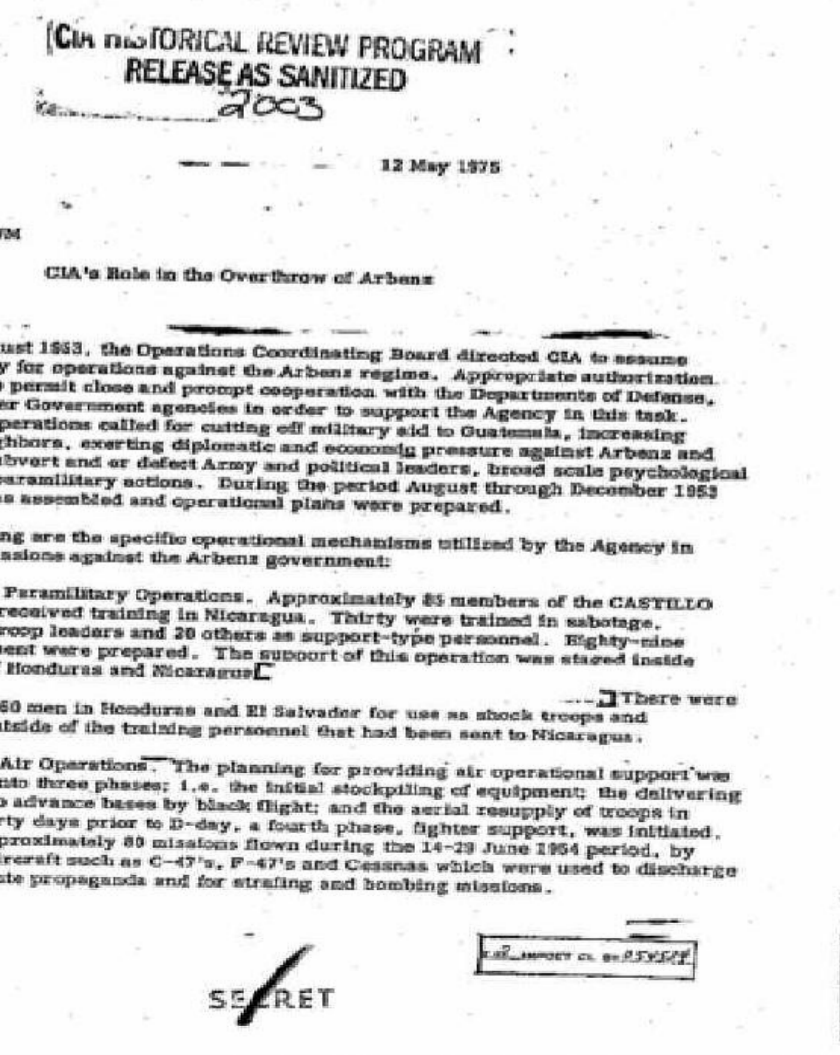 CIA HISTORICAL REVIEW PROGRAM
RELEASE AS SANITIZED
2003
12 May 1975
UM
CIA's Role in the Overthrow of Arbenz
ust 1953, the Operations Coordinating Board directed CIA to assume
y for operations against the Arbenz regime. Appropriate authorization
o permit close and prompt cooperation with the Departments of Defense,
er Government agencies in order to support the Agency in this task.
perations called for cutting off military aid to Guatemala, increasing
ghbors, exerting diplomatic and economic pressure against Arbenz and
ubvert and or defect Army and political leaders, broad scale psychological
paramilitary actions. During the period August through December 1953
s assembled and operational plans were prepared.
ng are the specific operational mechanisms utilized by the Agency in
ssions against the Arbenz government:
Paramilitary Operations. Approximately 85 members of the CASTILLO
received training in Nicaragua. Thirty were trained in sabotage,
roop leaders and 20 others as support-type personnel. Eighty-nine
ent were prepared. The support of this operation was staged inside
f Honduras and Nicaragua[
] There were
60 men in Honduras and El Salvador for use as shock troops and
utside of the training personnel that had been sent to Nicaragua.
Air Operations. The planning for providing air operational support was
nto three phases; i.e. the initial stockpiling of equipment; the delivering
o advance bases by black flight; and the aerial resupply of troops in
rty days prior to D-day, a fourth phase, fighter support, was initiated.
proximately 80 missions flown during the 14-29 June 1954 period, by
ircraft such as C-47's, F-47's and Cessnas which were used to discharge
te propaganda and for strafing and bombing missions.
IMPDET CL BY
SECRET